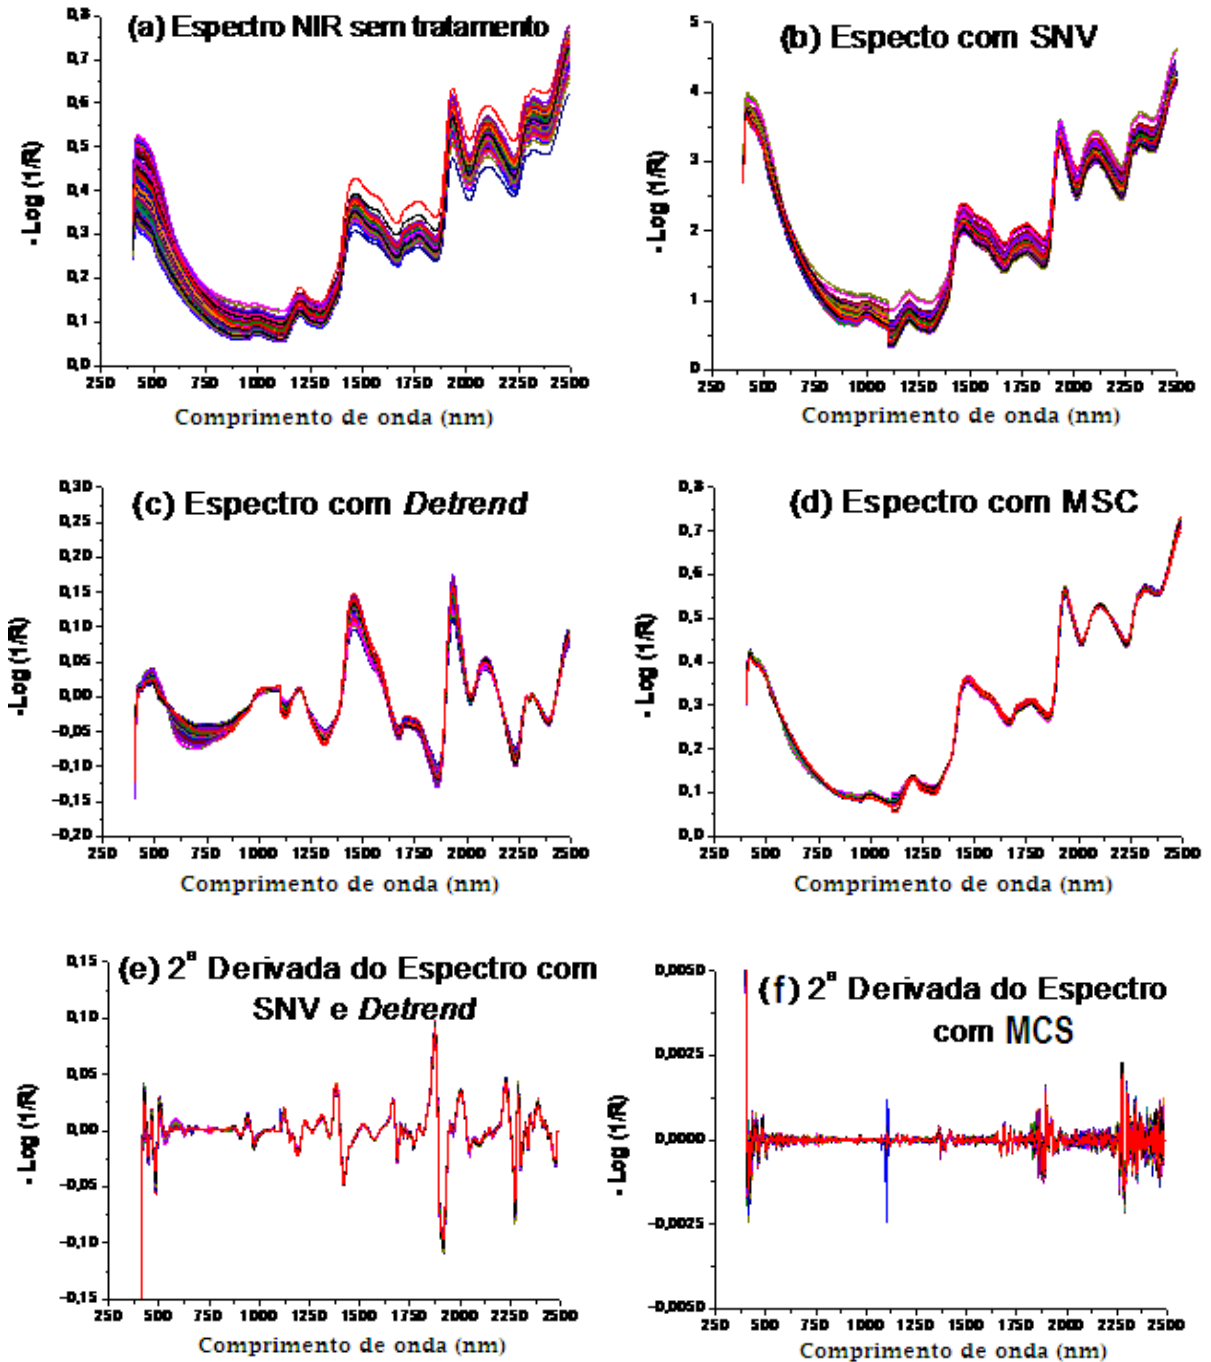 (a) Espectro NIR sem tratamento
- Log (1/R)
0,8
0,7
0,6
0,5
0,4
0,3
0,2
0,1
0,0
250 500 750 1000 1250 1500 1750 2000 2250 2500
Comprimento de onda (nm)
(b) Especto com SNV
- Log (1/R)
5
4
3
2
1
0
250 500 750 1000 1250 1500 1750 2000 2250 2500
Comprimento de onda (nm)
(c) Espectro com Detrend
-Log (1/R)
0,30
0,25
0,20
0,15
0,10
0,05
0,00
-0,05
-0,10
-0,15
-0,20
250 500 750 1000 1250 1500 1750 2000 2250 2500
Comprimento de onda (nm)
(d) Espectro com MSC
- Log (1/R)
0,8
0,7
0,6
0,5
0,4
0,3
0,2
0,1
0,0
250 500 750 1000 1250 1500 1750 2000 2250 2500
Comprimento de onda (nm)
(e) 2ª Derivada do Espectro com
SNV e Detrend
- Log (1/R)
0,15
0,10
0,05
0,00
-0,05
-0,10
-0,15
250 500 750 1000 1250 1500 1750 2000 2250 2500
Comprimento de onda (nm)
(f) 2ª Derivada do Espectro
com MCS
- Log (1/R)
0,0050
0,0025
0,0000
-0,0025
-0,0050
250 500 750 1000 1250 1500 1750 2000 2250 2500
Comprimento de onda (nm)